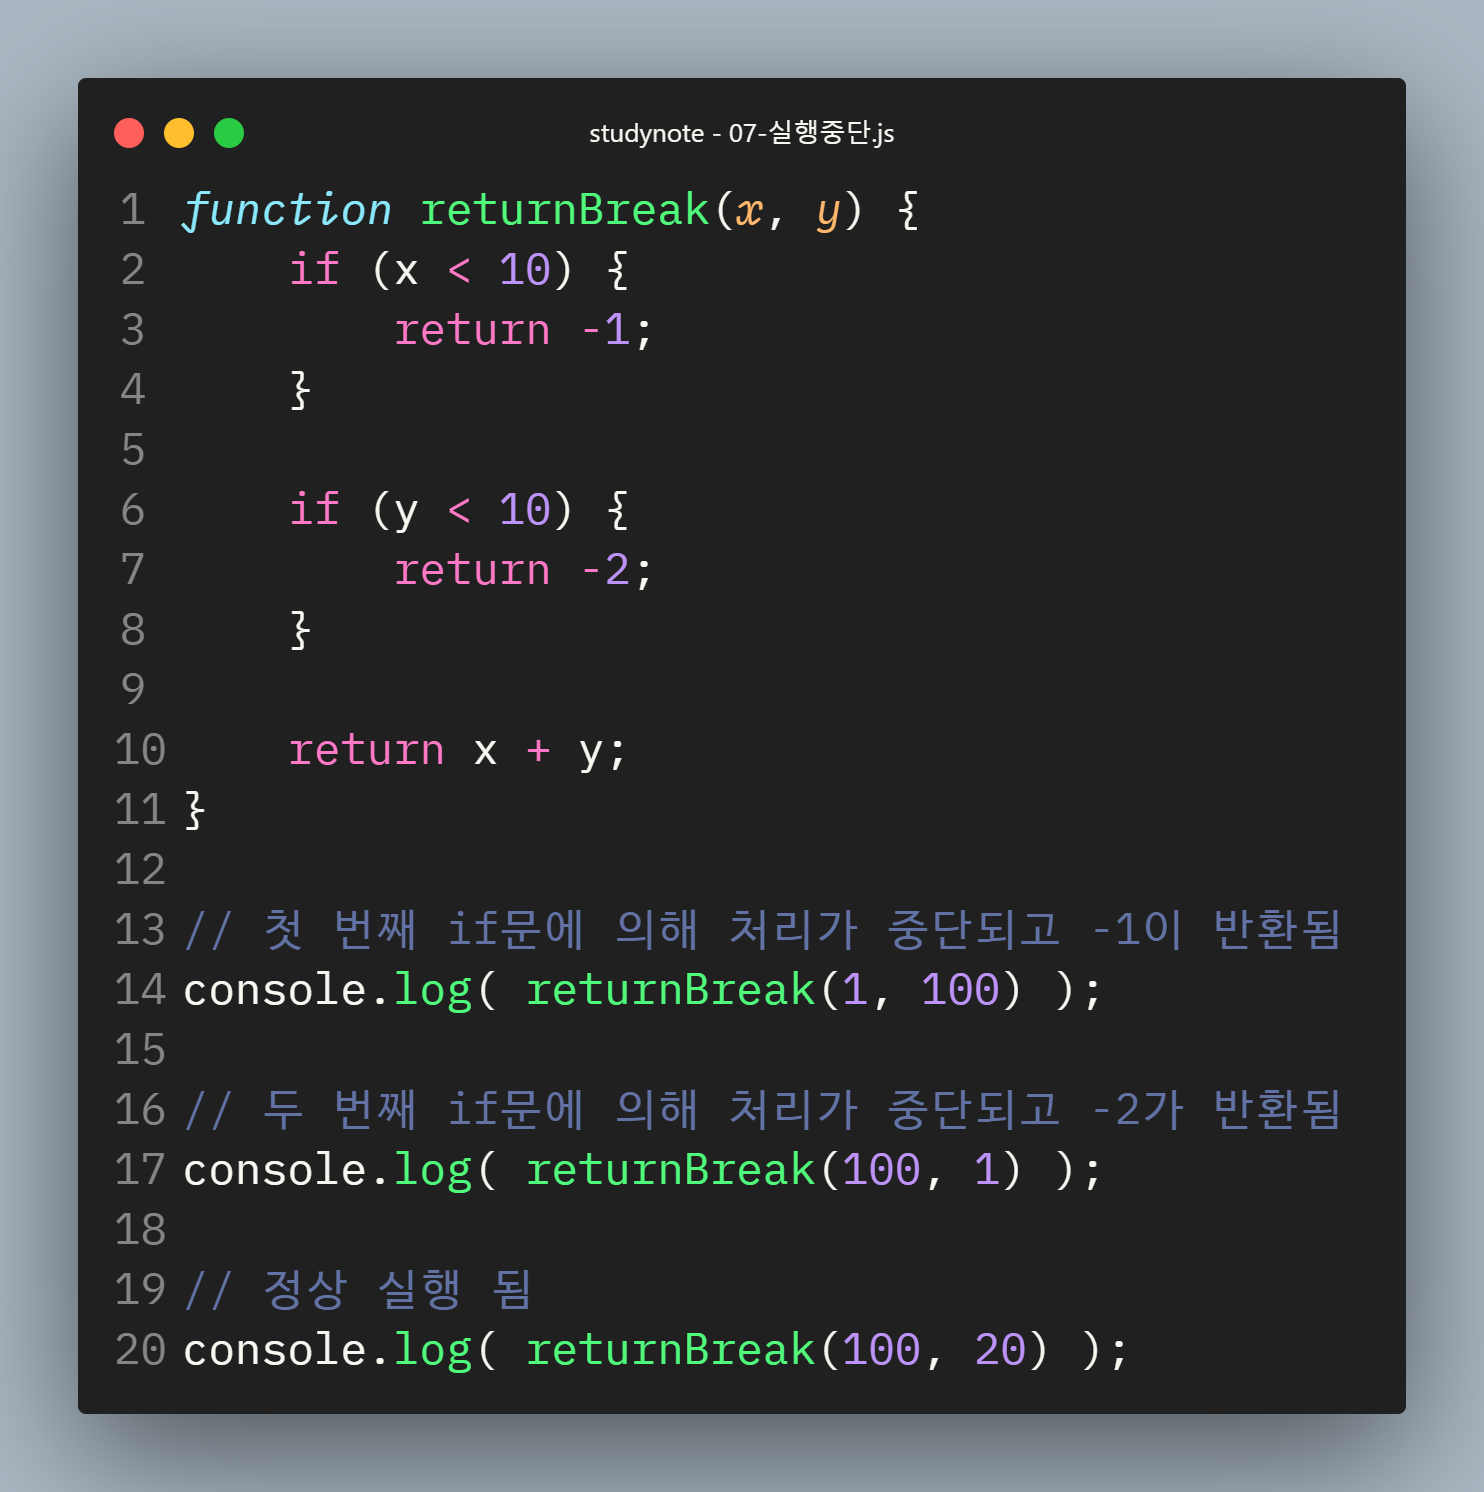 studynote - 07-실행중단.js
1 function returnBreak(x, y) {
2     if (x < 10) {
3         return -1;
4     }
5
6     if (y < 10) {
7         return -2;
8     }
9
10     return x + y;
11 }
12
13 // 첫 번째 if문에 의해 처리가 중단되고 -1이 반환됨
14 console.log( returnBreak(1, 100) );
15
16 // 두 번째 if문에 의해 처리가 중단되고 -2가 반환됨
17 console.log( returnBreak(100, 1) );
18
19 // 정상 실행 됨
20 console.log( returnBreak(100, 20) );